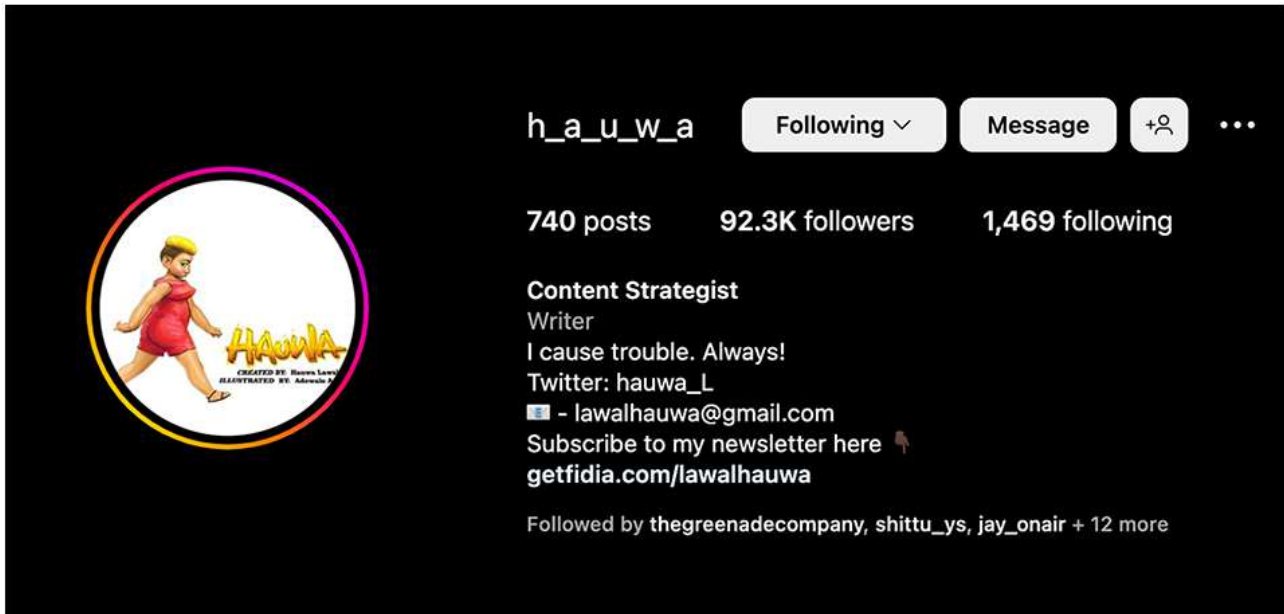 h_a_u_w_a Following Message
740 posts 92.3K followers 1,469 following
Content Strategist
Writer
I cause trouble. Always!
Twitter: hauwa_L
📧 - lawalhauwa@gmail.com
Subscribe to my newsletter here 👇🏿
getfidia.com/lawalhauwa
Followed by thegreenadecompany, shittu_ys, jay_onair + 12 more
HAUWA
CREATED BY: Hauwa Lawal
ILLUSTRATED BY: Adewale A